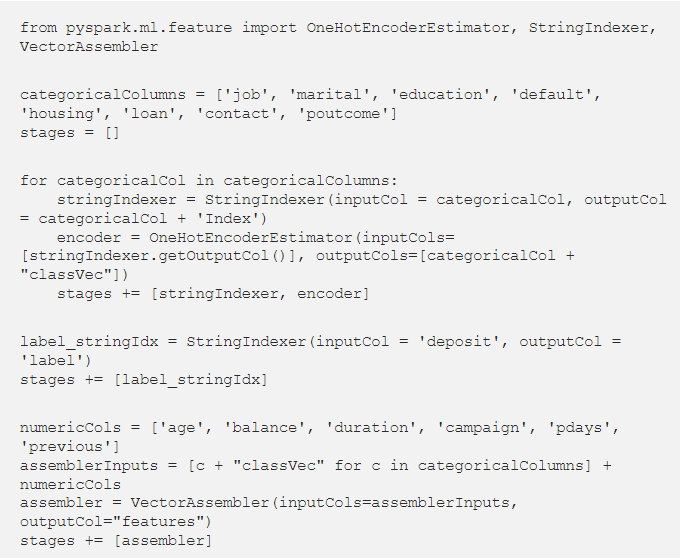 from pyspark.ml.feature import OneHotEncoderEstimator, StringIndexer,
VectorAssembler
categoricalColumns = ['job', 'marital', 'education', 'default',
'housing', 'loan', 'contact', 'poutcome']
stages = []
for categoricalCol in categoricalColumns:
    stringIndexer = StringIndexer(inputCol = categoricalCol, outputCol
= categoricalCol + 'Index')
    encoder = OneHotEncoderEstimator(inputCols=
[stringIndexer.getOutputCol()], outputCols=[categoricalCol +
"classVec"])
    stages += [stringIndexer, encoder]
label_stringIdx = StringIndexer(inputCol = 'deposit', outputCol =
'label')
stages += [label_stringIdx]
numericCols = ['age', 'balance', 'duration', 'campaign', 'pdays',
'previous']
assemblerInputs = [c + "classVec" for c in categoricalColumns] +
numericCols
assembler = VectorAssembler(inputCols=assemblerInputs,
outputCol="features")
stages += [assembler]